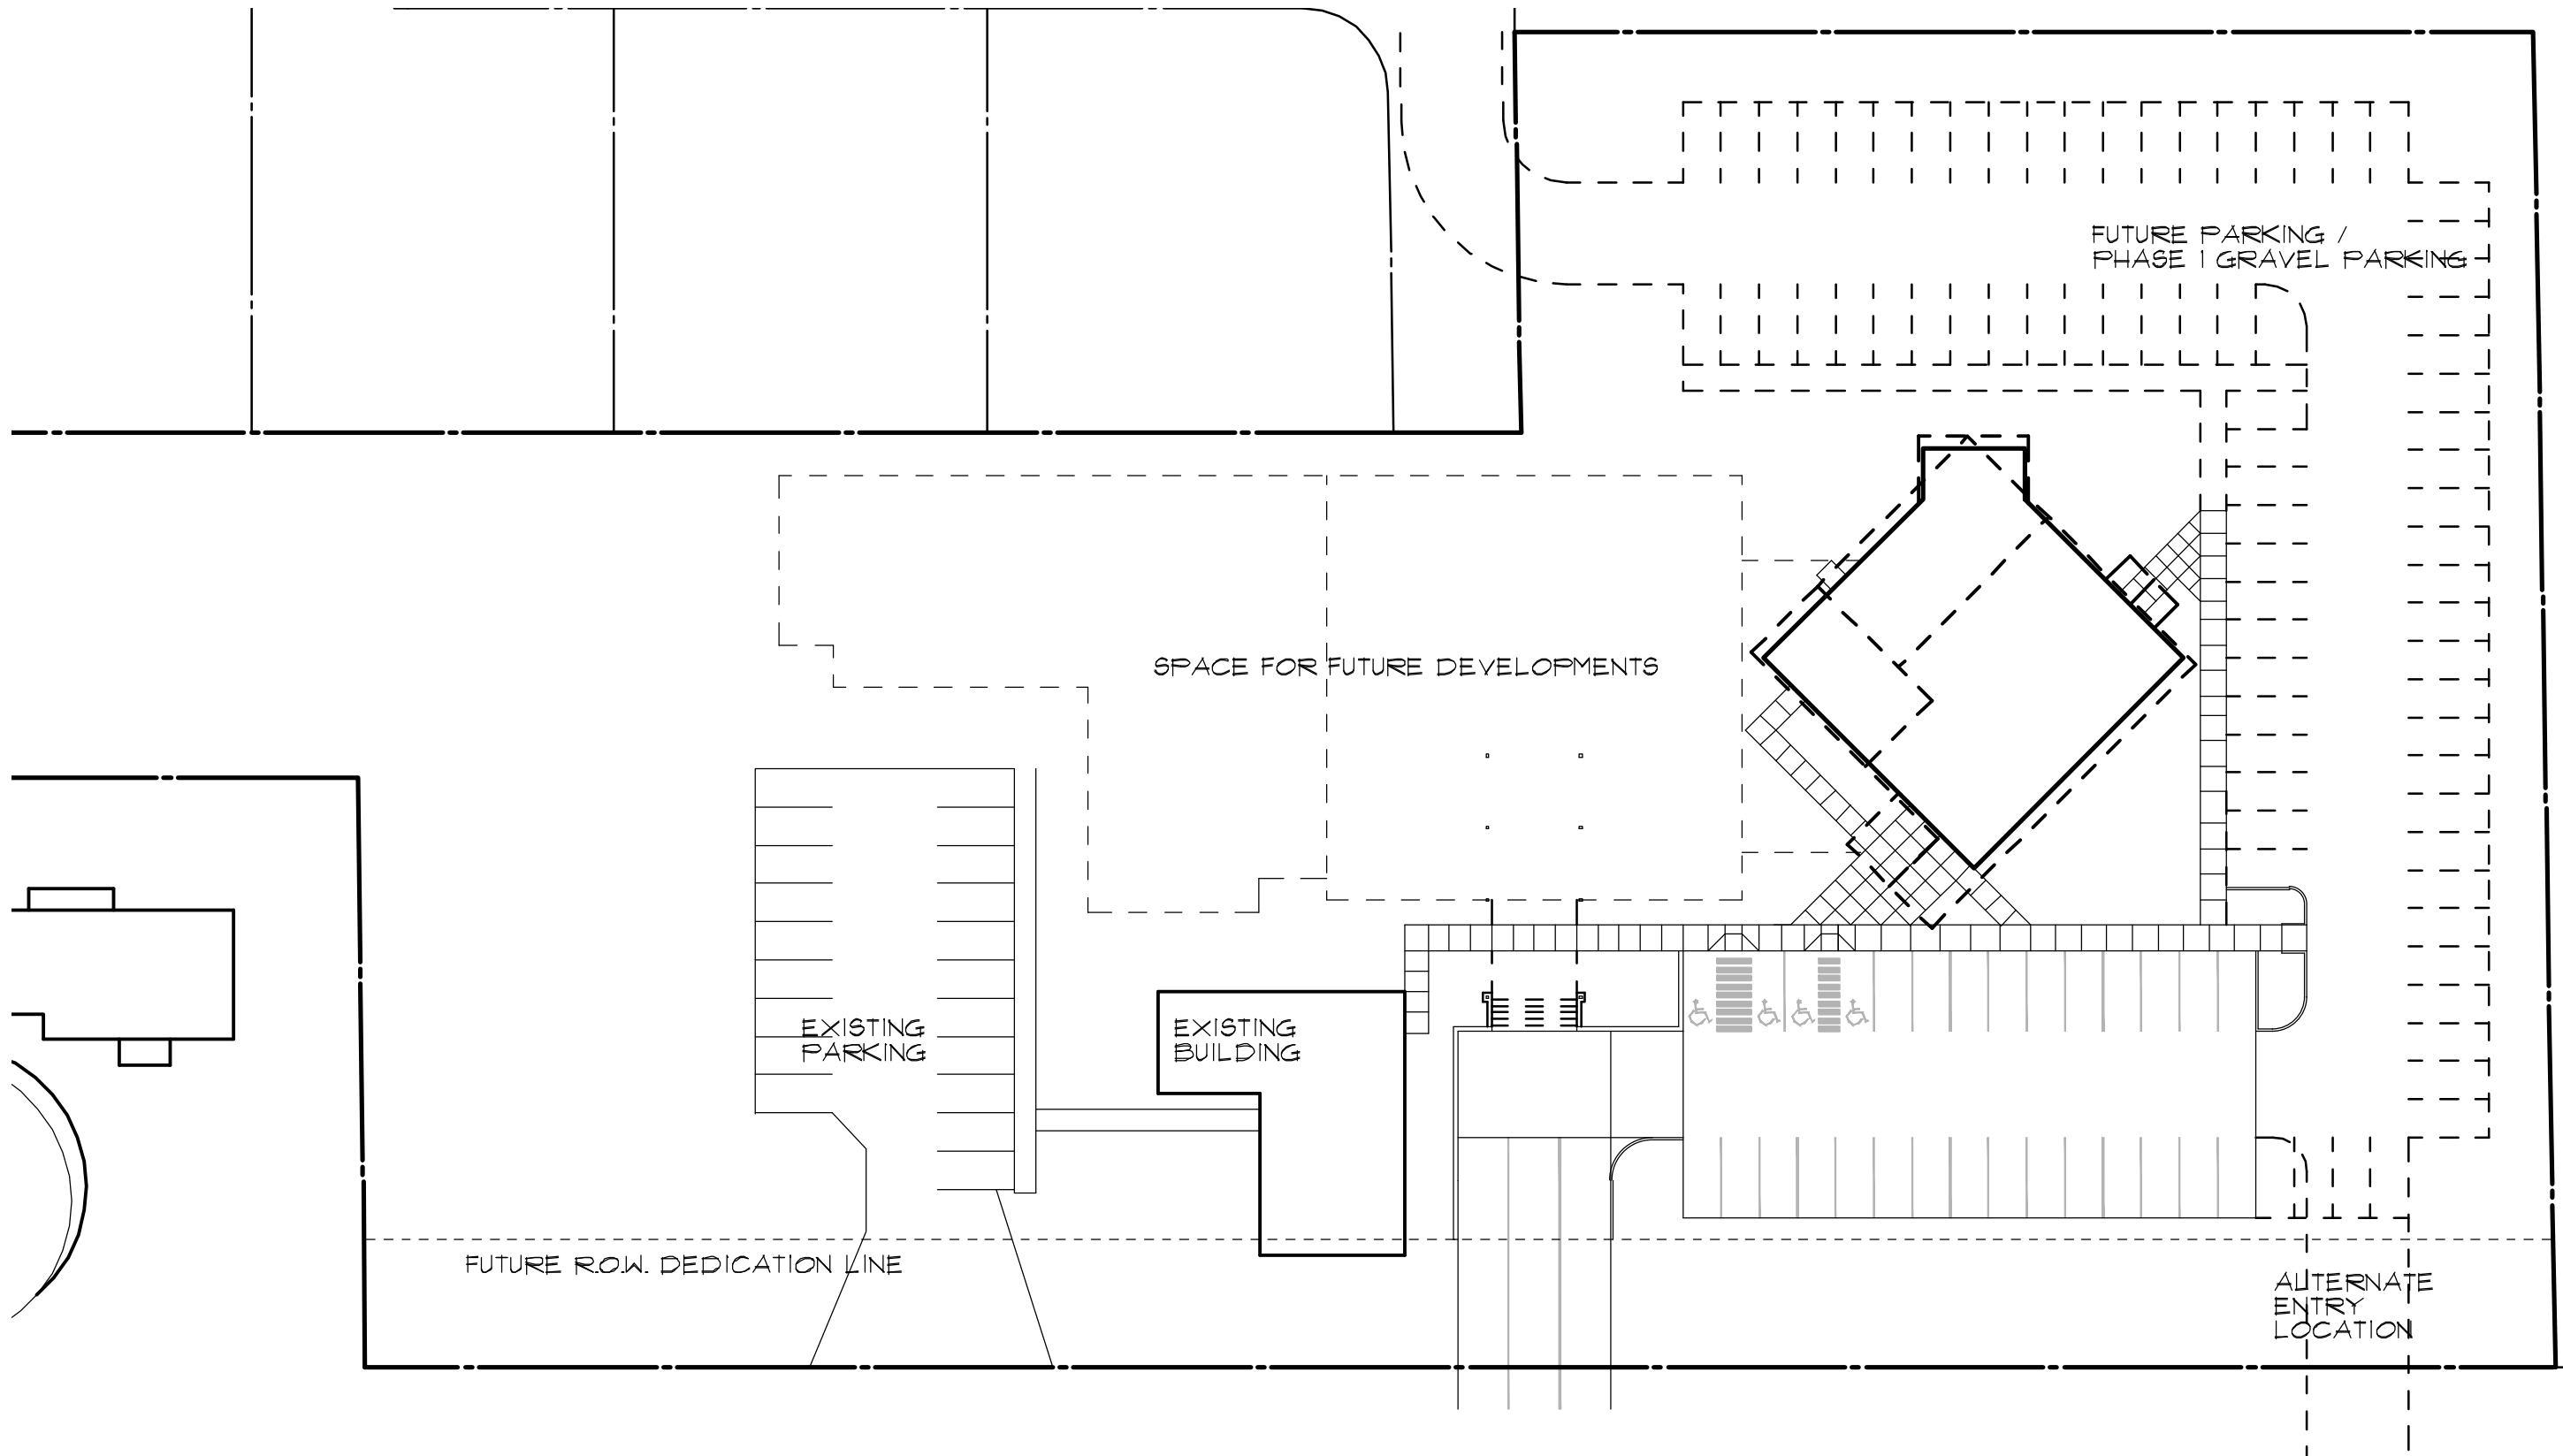 FUTURE PARKING /
PHASE 1 GRAVEL PARKING
SPACE FOR FUTURE DEVELOPMENTS
EXISTING
PARKING
EXISTING
BUILDING
FUTURE R.O.W. DEDICATION LINE
ALTERNATE
ENTRY
LOCATION